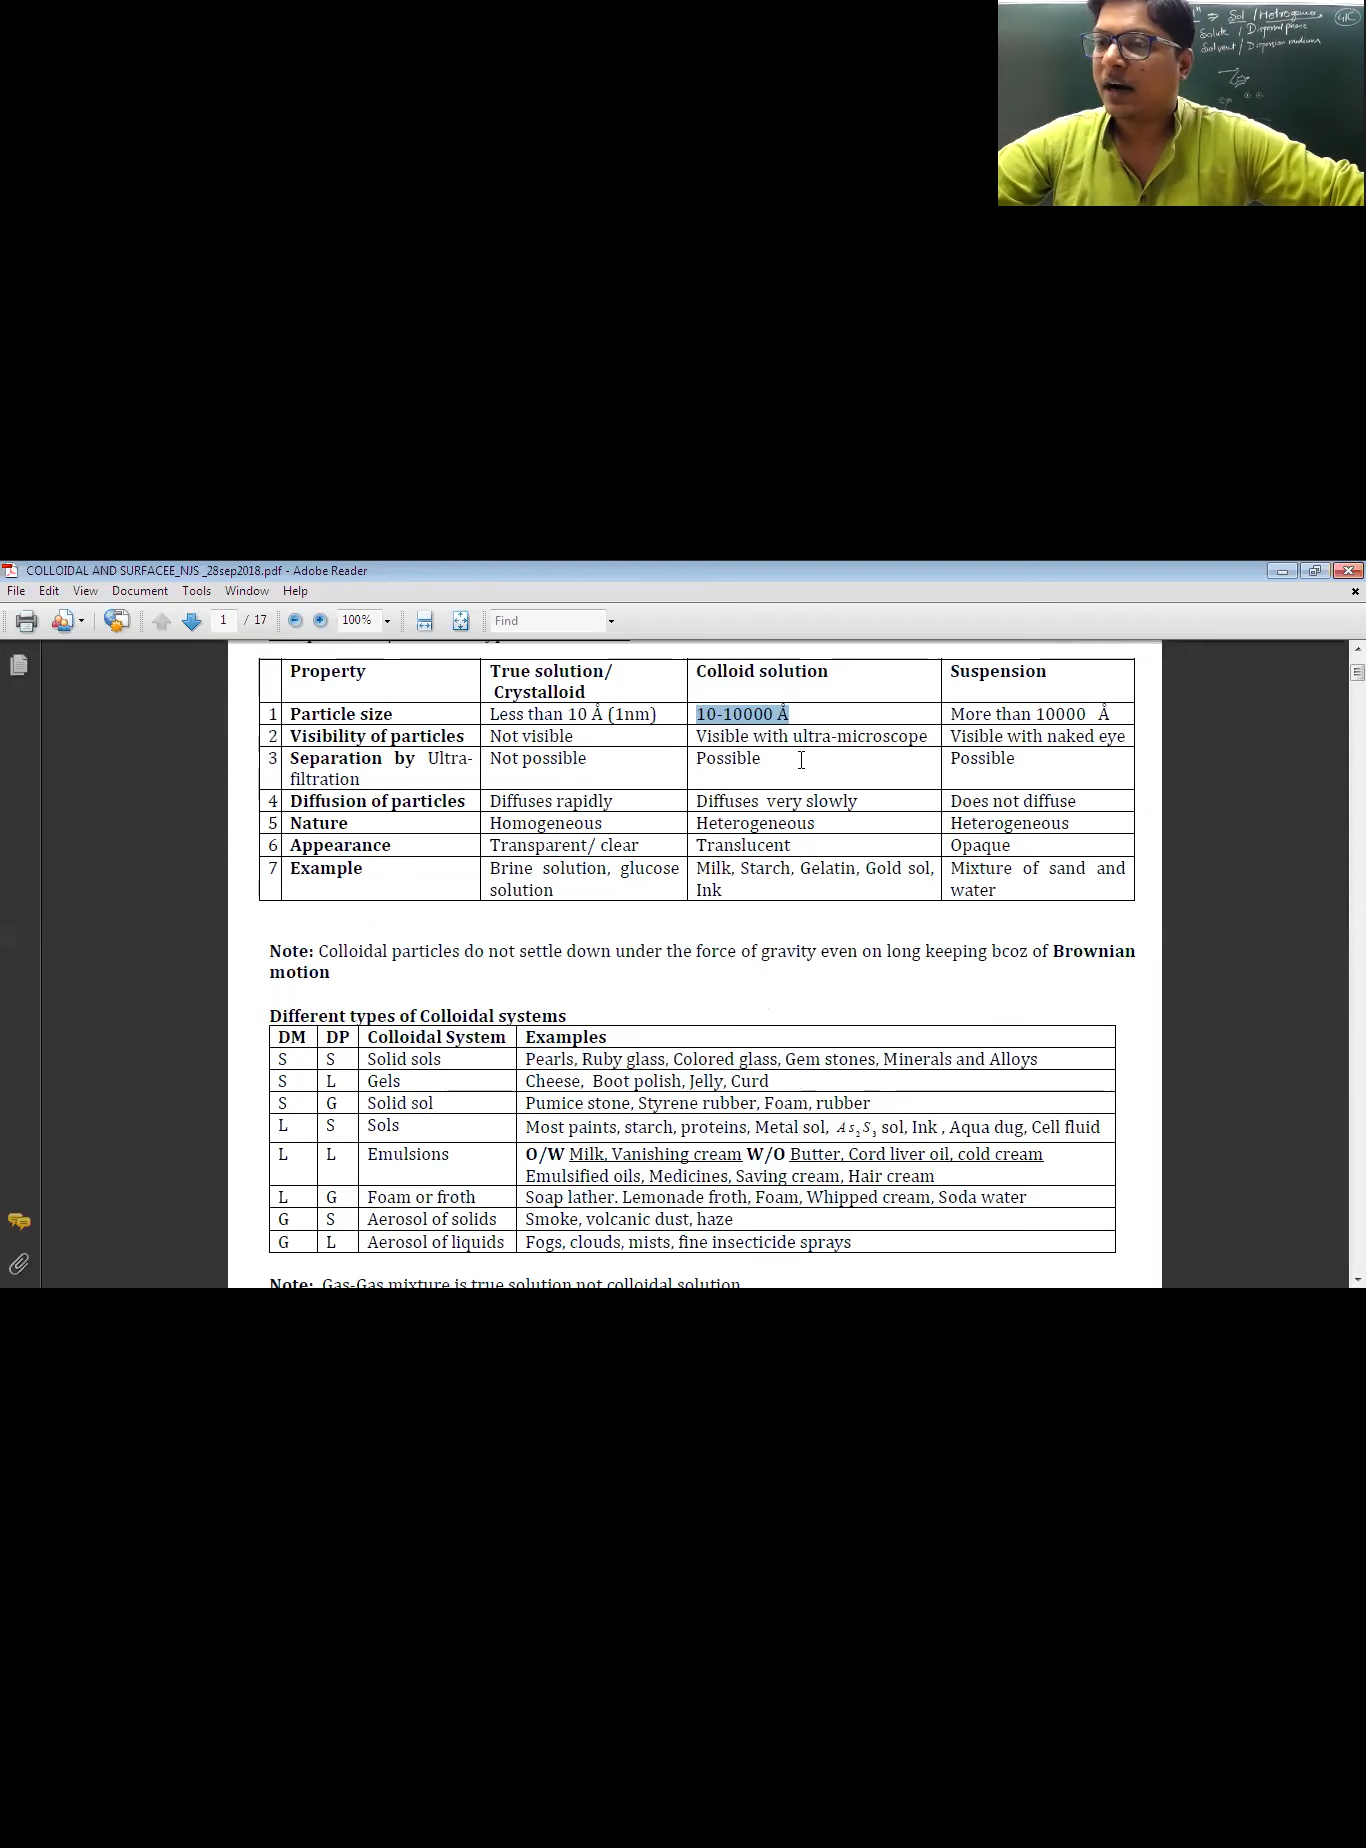 ⇒ Sol / Hetrogenous
Solute / Dispersed phase
Solvent / Dispersion medium
COLLOIDAL AND SURFACEE_NJS _28sep2018.pdf - Adobe Reader
File Edit View Document Tools Window Help
1 / 17 100% Find
Property True solution/ Colloid solution Suspension
Crystalloid
1 Particle size Less than 10 Å (1nm) 10-10000 Å More than 10000 Å
2 Visibility of particles Not visible Visible with ultra-microscope Visible with naked eye
3 Separation by Ultra- Not possible Possible Possible
filtration
4 Diffusion of particles Diffuses rapidly Diffuses very slowly Does not diffuse
5 Nature Homogeneous Heterogeneous Heterogeneous
6 Appearance Transparent/ clear Translucent Opaque
7 Example Brine solution, glucose Milk, Starch, Gelatin, Gold sol, Mixture of sand and
solution Ink water
Note: Colloidal particles do not settle down under the force of gravity even on long keeping bcoz of Brownian
motion
Different types of Colloidal systems
DM DP Colloidal System Examples
S S Solid sols Pearls, Ruby glass, Colored glass, Gem stones, Minerals and Alloys
S L Gels Cheese, Boot polish, Jelly, Curd
S G Solid sol Pumice stone, Styrene rubber, Foam, rubber
L S Sols Most paints, starch, proteins, Metal sol, As₂S₃ sol, Ink , Aqua dug, Cell fluid
L L Emulsions O/W Milk, Vanishing cream W/O Butter, Cord liver oil, cold cream
Emulsified oils, Medicines, Saving cream, Hair cream
L G Foam or froth Soap lather. Lemonade froth, Foam, Whipped cream, Soda water
G S Aerosol of solids Smoke, volcanic dust, haze
G L Aerosol of liquids Fogs, clouds, mists, fine insecticide sprays
Note: Gas-Gas mixture is true solution not colloidal solution